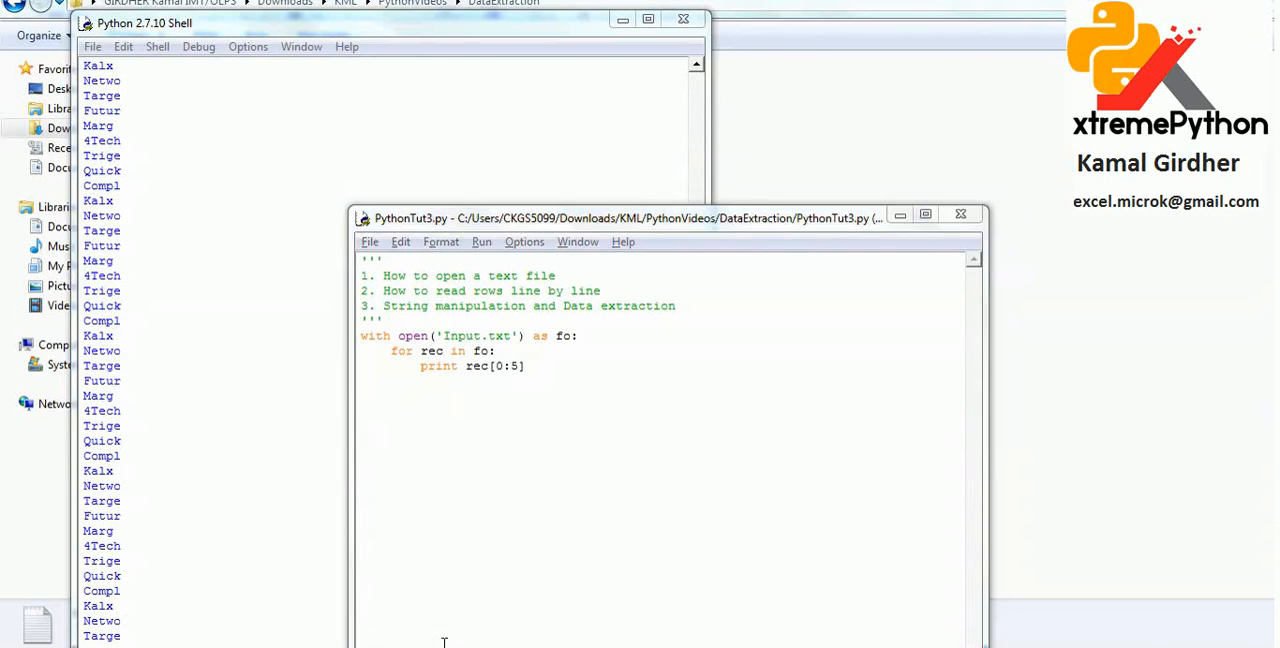 GIRDHER Kamal IMT/OLPS
Downloads
KML
PythonVideos
DataExtraction
Organize
Python 2.7.10 Shell
File Edit Shell Debug Options Window Help
Kalx
Netwo
Targe
Futur
Marg
4Tech
Trige
Quick
Compl
Kalx
Netwo
Targe
Futur
Marg
4Tech
Trige
Quick
Compl
Kalx
Netwo
Targe
Futur
Marg
4Tech
Trige
Quick
Compl
Kalx
Netwo
Targe
Futur
Marg
4Tech
Trige
Quick
Compl
Kalx
Netwo
Targe
Favorit
Desk
Libra
Dow
Rece
Docu
Librari
Docu
Musi
My P
Pictu
Vide
Comp
Syste
Netwo
PythonTut3.py - C:/Users/CKGS5099/Downloads/KML/PythonVideos/DataExtraction/PythonTut3.py (...
File Edit Format Run Options Window Help
'''
1. How to open a text file
2. How to read rows line by line
3. String manipulation and Data extraction
'''
with open('Input.txt') as fo:
for rec in fo:
print rec[0:5]
xtremePython
Kamal Girdher
excel.microk@gmail.com